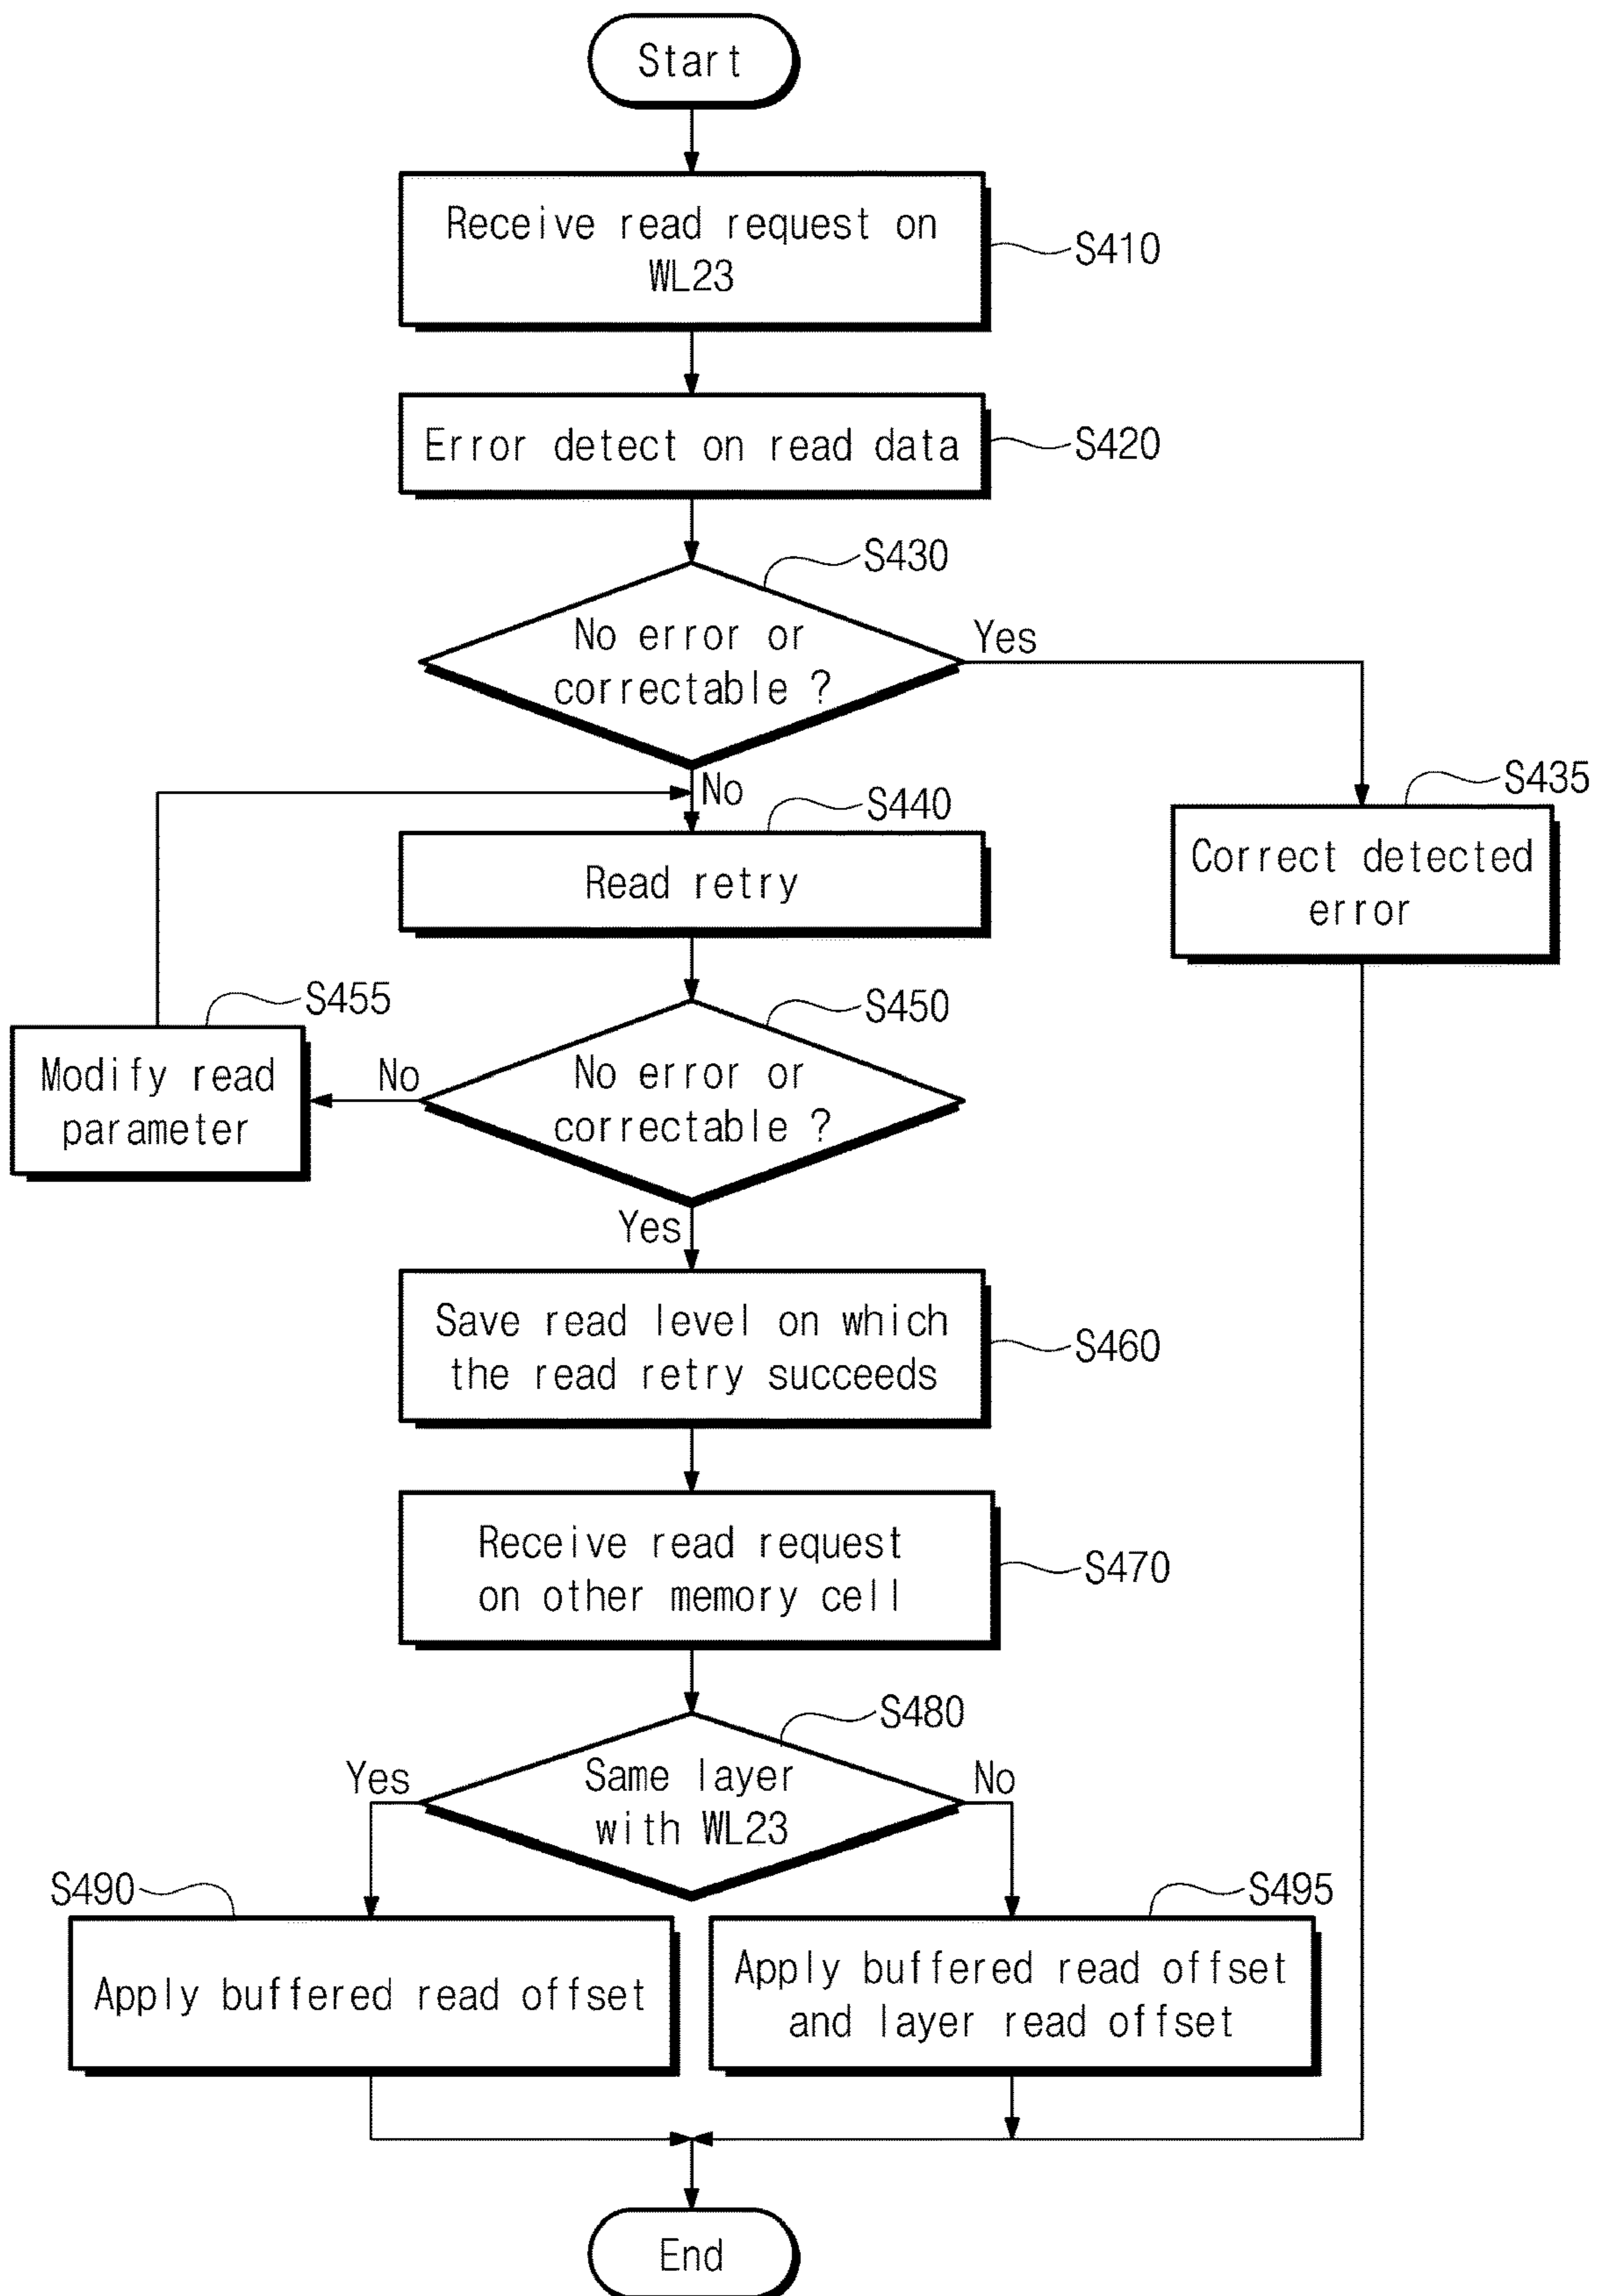 Start
Receive read request on
WL23
S410
Error detect on read data
S420
S430
No error or
correctable ?
Yes
No
S440
Read retry
S435
Correct detected
error
S455
Modify read
parameter
No
S450
No error or
correctable ?
Yes
Save read level on which
the read retry succeeds
S460
Receive read request
on other memory cell
S470
S480
Same layer
with WL23
Yes
No
S490
Apply buffered read offset
S495
Apply buffered read offset
and layer read offset
End